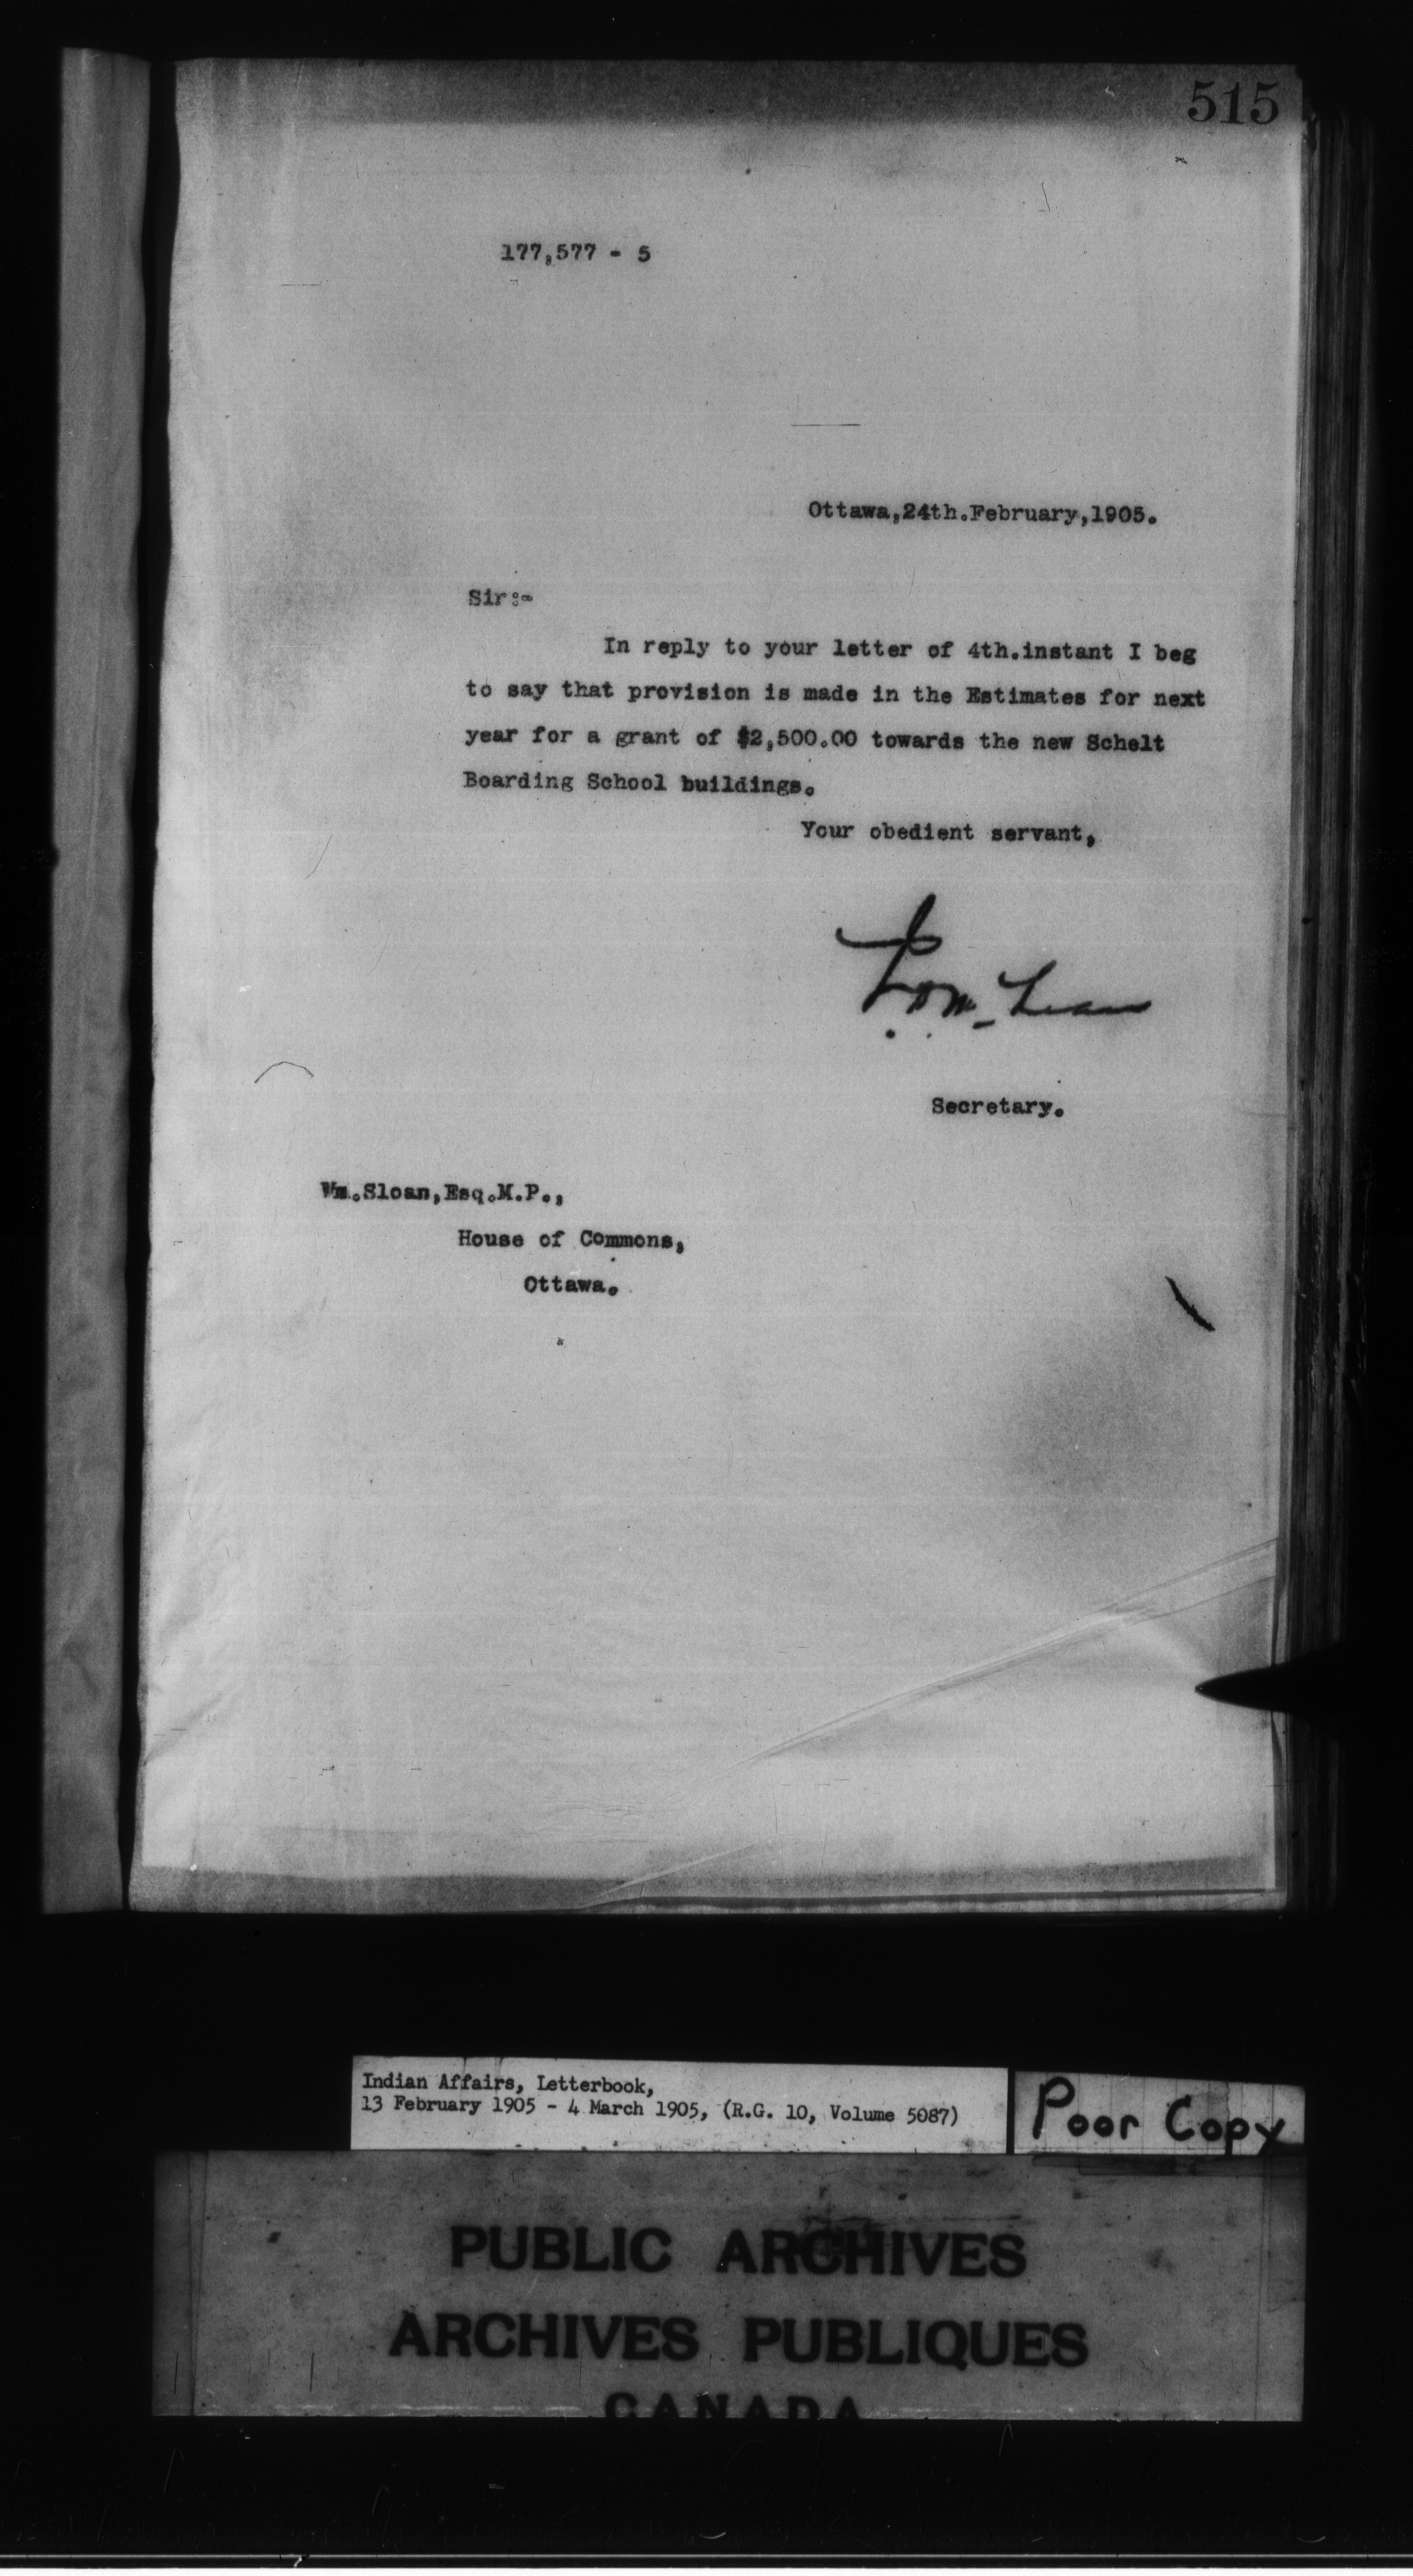 515
177,577 - 5
Ottawa,24th.February,1905.
Sir:-
In reply to your letter of 4th.instant I beg
to say that provision is made in the Estimates for next
year for a grant of $2,500.00 towards the new Schelt
Boarding School buildings.
Your obedient servant,
Secretary.
Wm.Sloan,Esq.M.P.,
House of Commons,
Ottawa.
Indian Affairs, Letterbook,
13 February 1905 - 4 March 1905, (R.G. 10, Volume 5087)
Poor Copy
PUBLIC ARCHIVES
ARCHIVES PUBLIQUES
CANADA